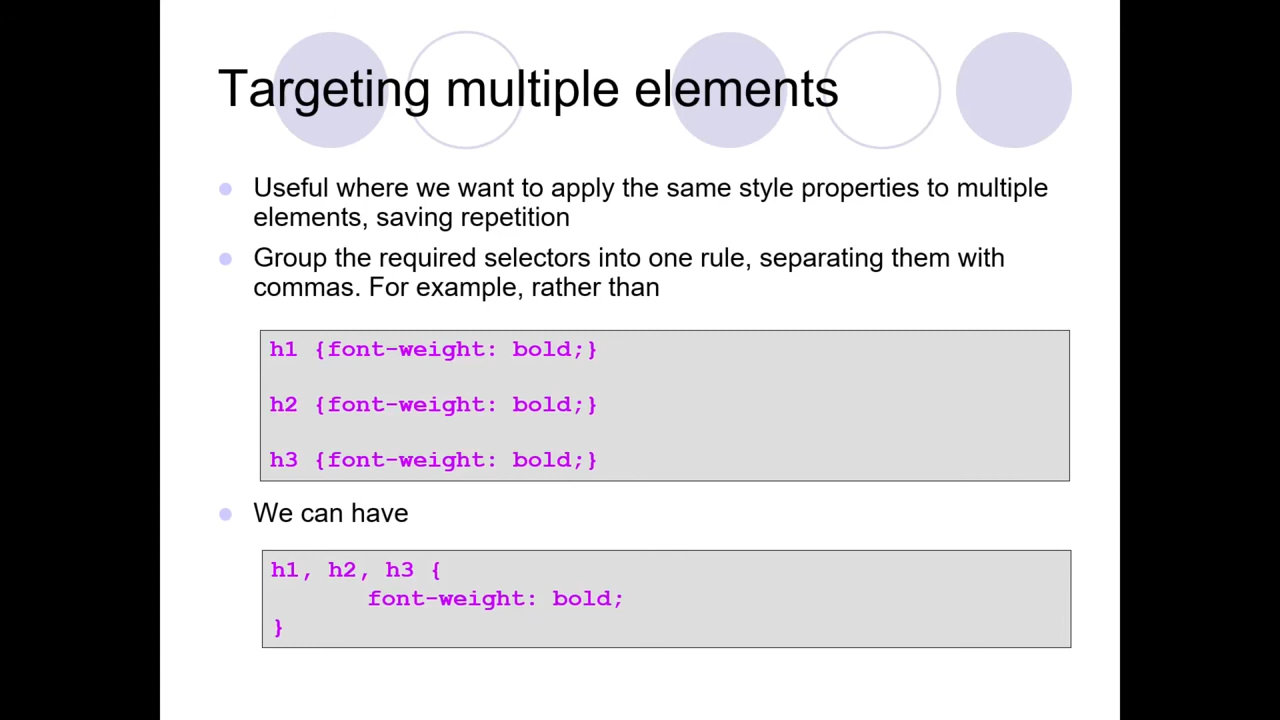 Targeting multiple elements
Useful where we want to apply the same style properties to multiple
elements, saving repetition
Group the required selectors into one rule, separating them with
commas. For example, rather than
h1 {font-weight: bold;}
h2 {font-weight: bold;}
h3 {font-weight: bold;}
We can have
h1, h2, h3 {
font-weight: bold;
}